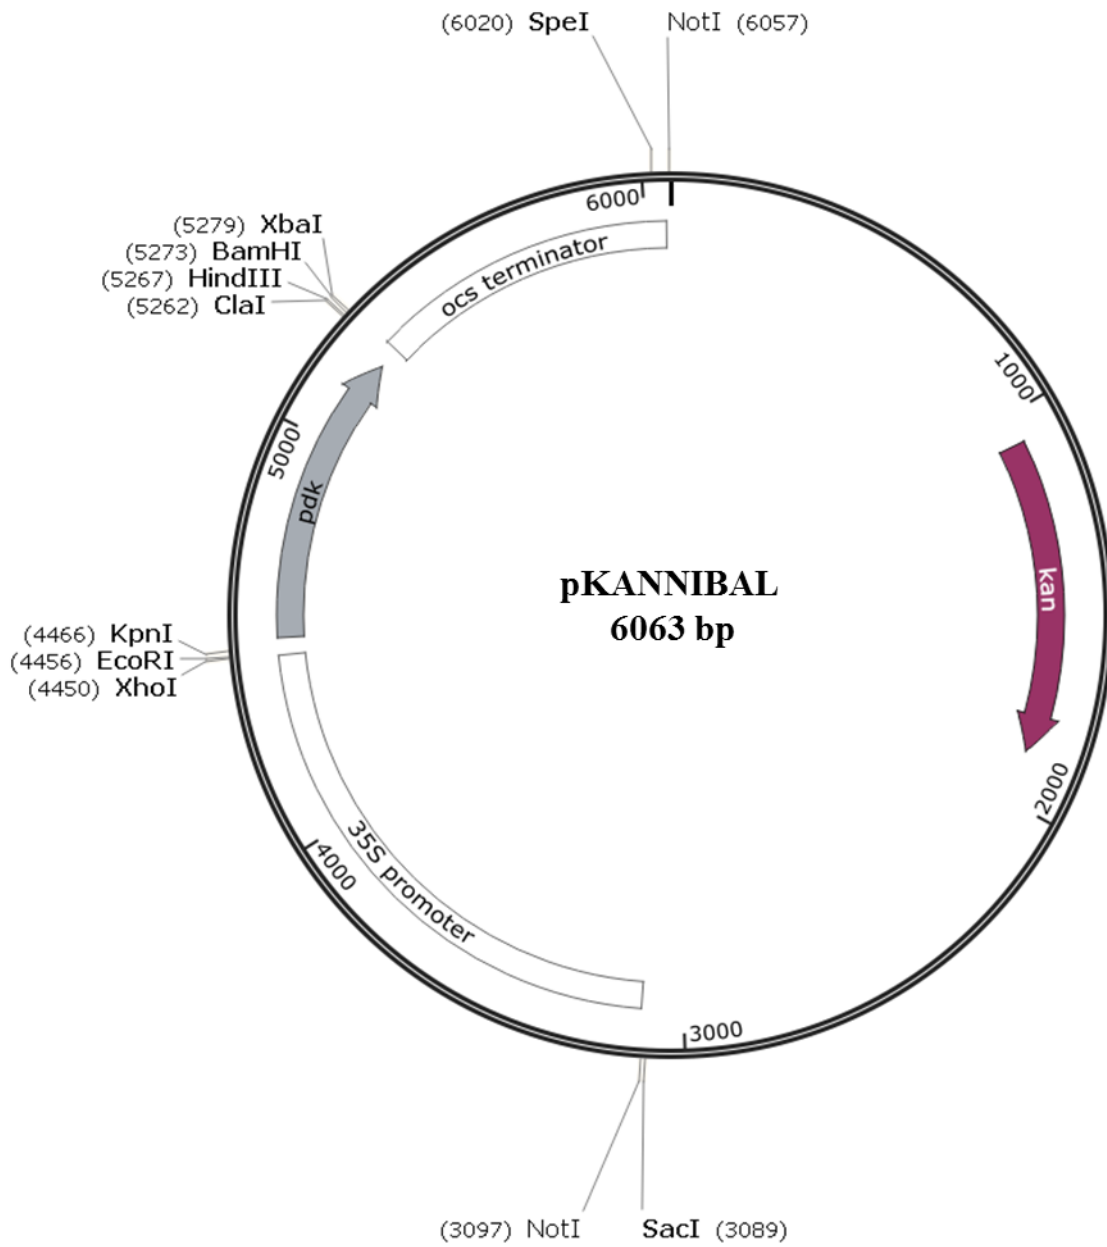 (6020) SpeI
NotI (6057)
6000
(5279) XbaI
(5273) BamHI
(5267) HindIII
(5262) ClaI
ocs terminator
1000
5000
pdk
kan
pKANNIBAL
6063 bp
(4466) KpnI
(4456) EcoRI
(4450) XhoI
2000
4000
35S promoter
3000
(3097) NotI
SacI (3089)